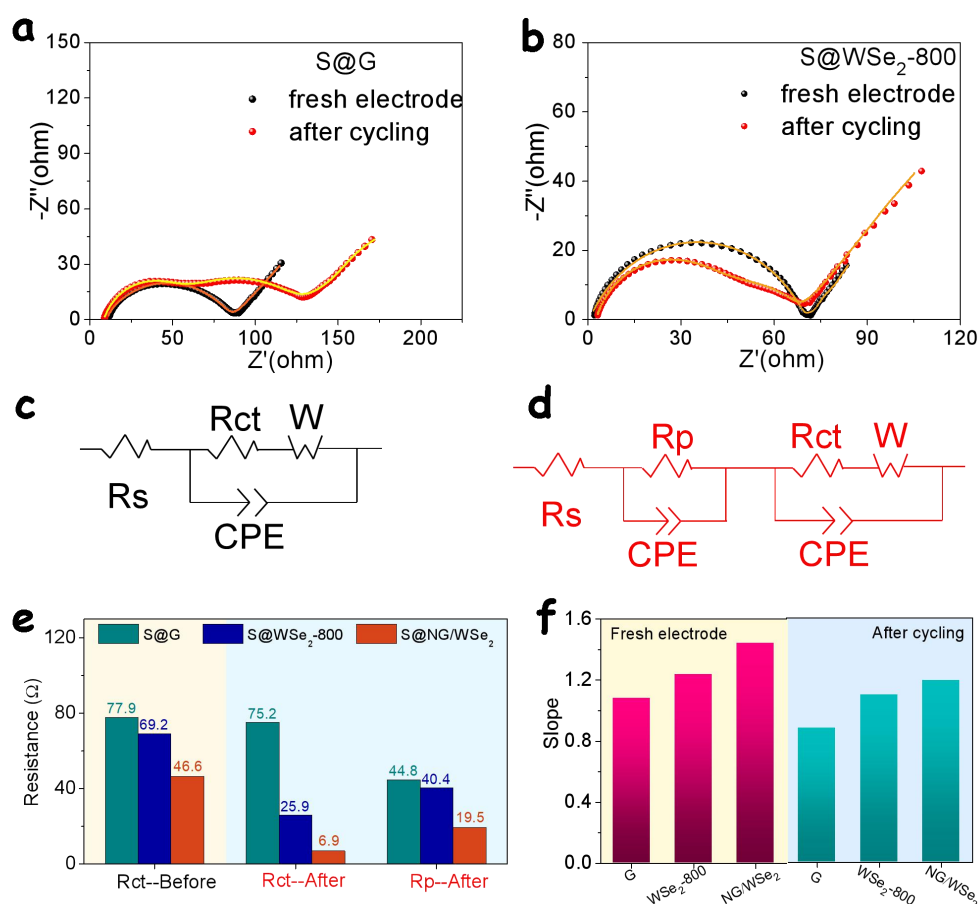 a
150
120
90
60
30
0
-Z"(ohm)
S@G
fresh electrode
after cycling
0 50 100 150 200
Z'(ohm)
b
80
60
40
20
0
-Z"(ohm)
S@WSe2-800
fresh electrode
after cycling
0 30 60 90 120
Z'(ohm)
c
Rct W
Rs
CPE
d
Rp Rct W
Rs
CPE CPE
e
120
80
40
0
Resistance (Ω)
S@G S@WSe2-800 S@NG/WSe2
77.9
69.2
46.6
75.2
25.9
6.9
44.8
40.4
19.5
Rct--Before Rct--After Rp--After
f
1.6
1.2
0.8
0.4
0.0
Slope
Fresh electrode After cycling
G WSe2-800 NG/WSe2 G WSe2-800 NG/WSe